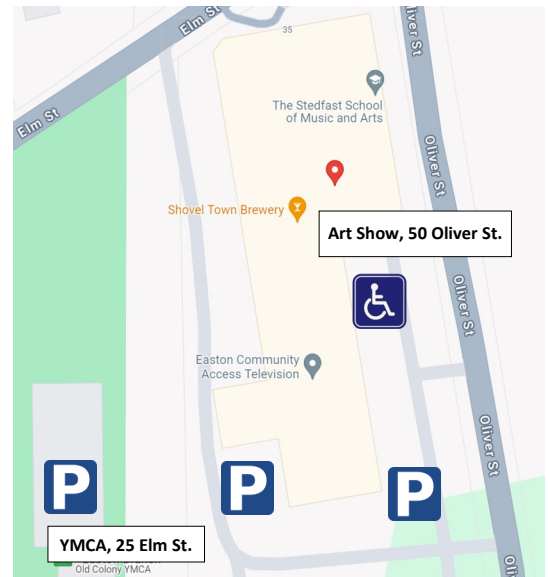 Elm St
35
Oliver St
The Stedfast School
of Music and Arts
Elm St
Oliver St
Shovel Town Brewery
Art Show, 50 Oliver St.
Oliver St
Easton Community
Access Television
Oliver St
P
P
P
YMCA, 25 Elm St.
Old Colony YMCA